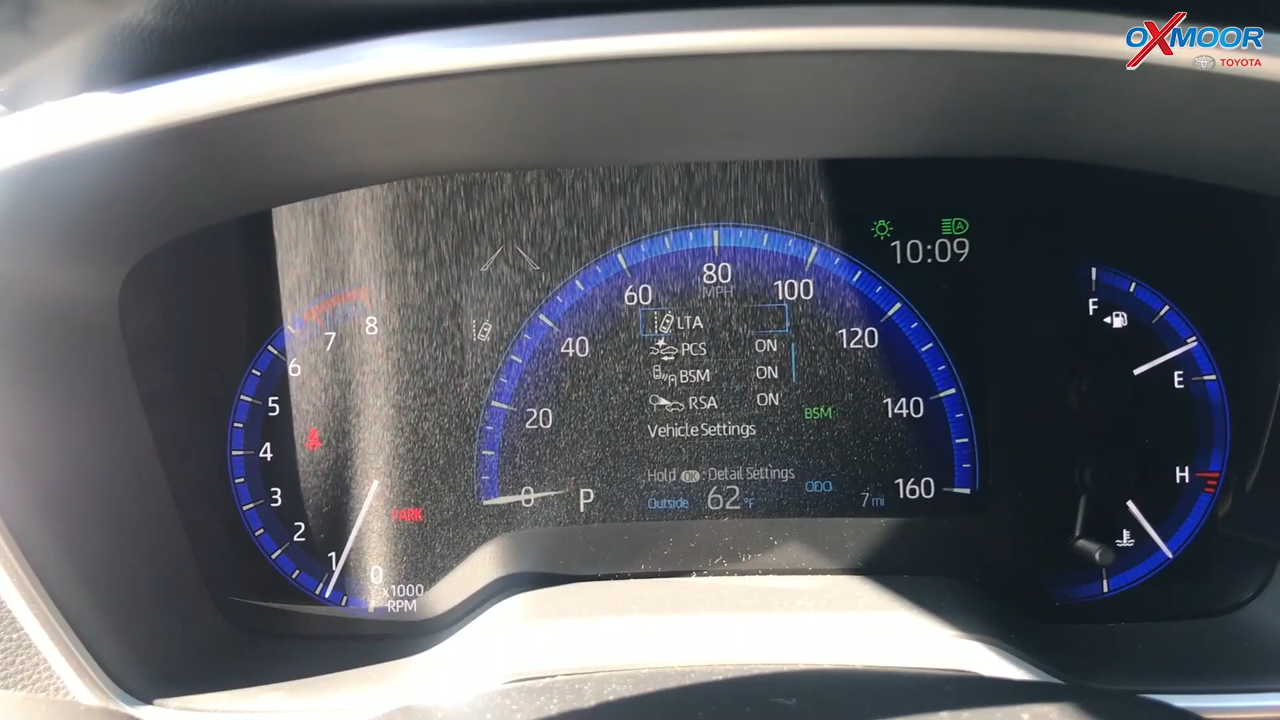 OXMOOR
TOYOTA
10:09
80
MPH
60
100
40
120
20
140
0
160
LTA
PCS ON
BSM ON
RSA ON
Vehicle Settings
BSM
Hold OK : Detail Settings
P
Outside 62°F
ODO
7 mi
8
7
6
5
4
3
2
1
0
x1000
RPM
PARK
A
F
E
H